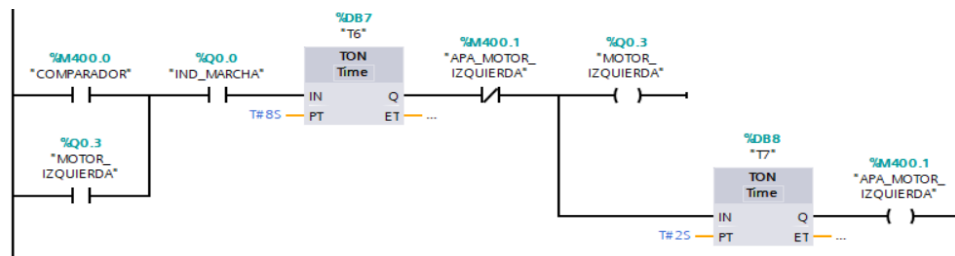 %DB7
"T6"
%M400.0
"COMPARADOR"
%Q0.0
"IND_MARCHA"
TON
Time
%M400.1
"APA_MOTOR_
IZQUIERDA"
%Q0.3
"MOTOR_
IZQUIERDA"
IN
Q
T#8S
PT
ET
...
%Q0.3
"MOTOR_
IZQUIERDA"
%DB8
"T7"
TON
Time
%M400.1
"APA_MOTOR_
IZQUIERDA"
IN
Q
T#2S
PT
ET
...